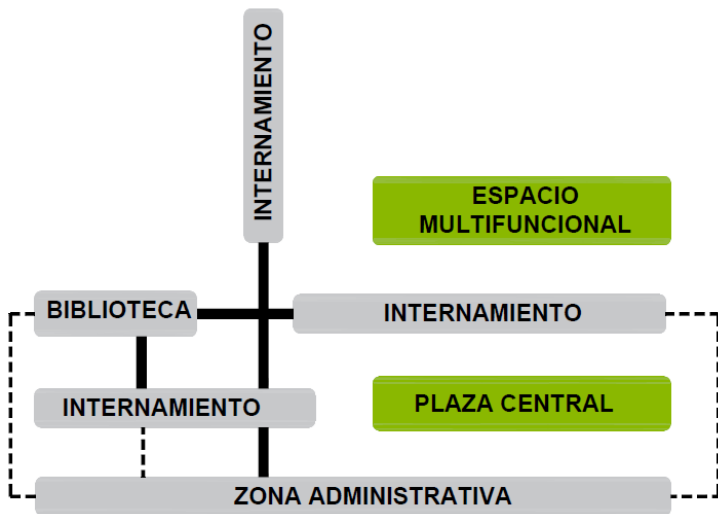 INTERNAMIENTO
ESPACIO
MULTIFUNCIONAL
BIBLIOTECA
INTERNAMIENTO
INTERNAMIENTO
PLAZA CENTRAL
ZONA ADMINISTRATIVA